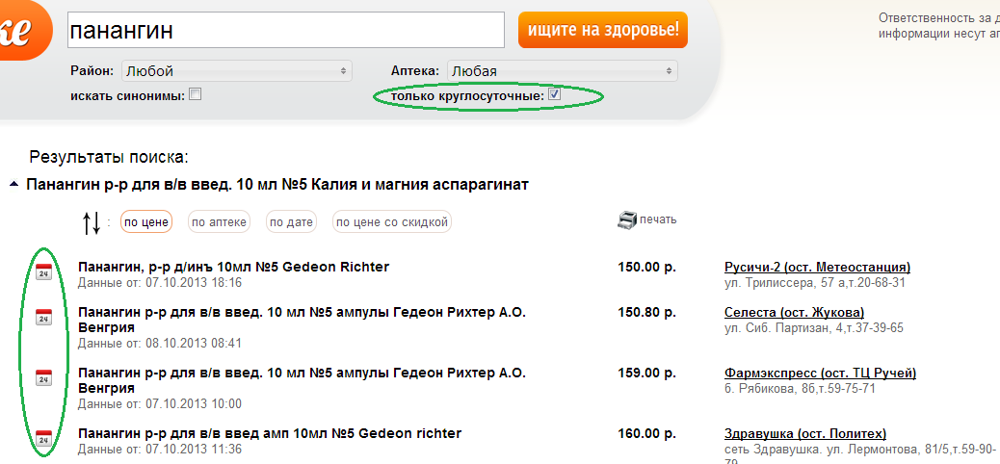 ке
панангин
ищите на здоровье!
Ответственность за д
информации несут ап
Район: Любой
Аптека: Любая
искать синонимы:
только круглосуточные:
Результаты поиска:
Панангин р-р для в/в введ. 10 мл №5 Калия и магния аспарагинат
: по цене по аптеке по дате по цене со скидкой
печать
24 Панангин, р-р д/инъ 10мл №5 Gedeon Richter 150.00 р. Русичи-2 (ост. Метеостанция)
Данные от: 07.10.2013 18:16 ул. Трилиссера, 57 а,т.20-68-31
24 Панангин р-р для в/в введ. 10 мл №5 ампулы Гедеон Рихтер А.О. 150.80 р. Селеста (ост. Жукова)
Венгрия ул. Сиб. Партизан, 4,т.37-39-65
Данные от: 08.10.2013 08:41
24 Панангин р-р для в/в введ. 10 мл №5 ампулы Гедеон Рихтер А.О. 159.00 р. Фармэкспресс (ост. ТЦ Ручей)
Венгрия б. Рябикова, 8б,т.59-75-71
Данные от: 07.10.2013 10:00
24 Панангин р-р для в/в введ амп 10мл №5 Gedeon richter 160.00 р. Здравушка (ост. Политех)
Данные от: 07.10.2013 11:36 сеть Здравушка. ул. Лермонтова, 81/5,т.59-90-
79